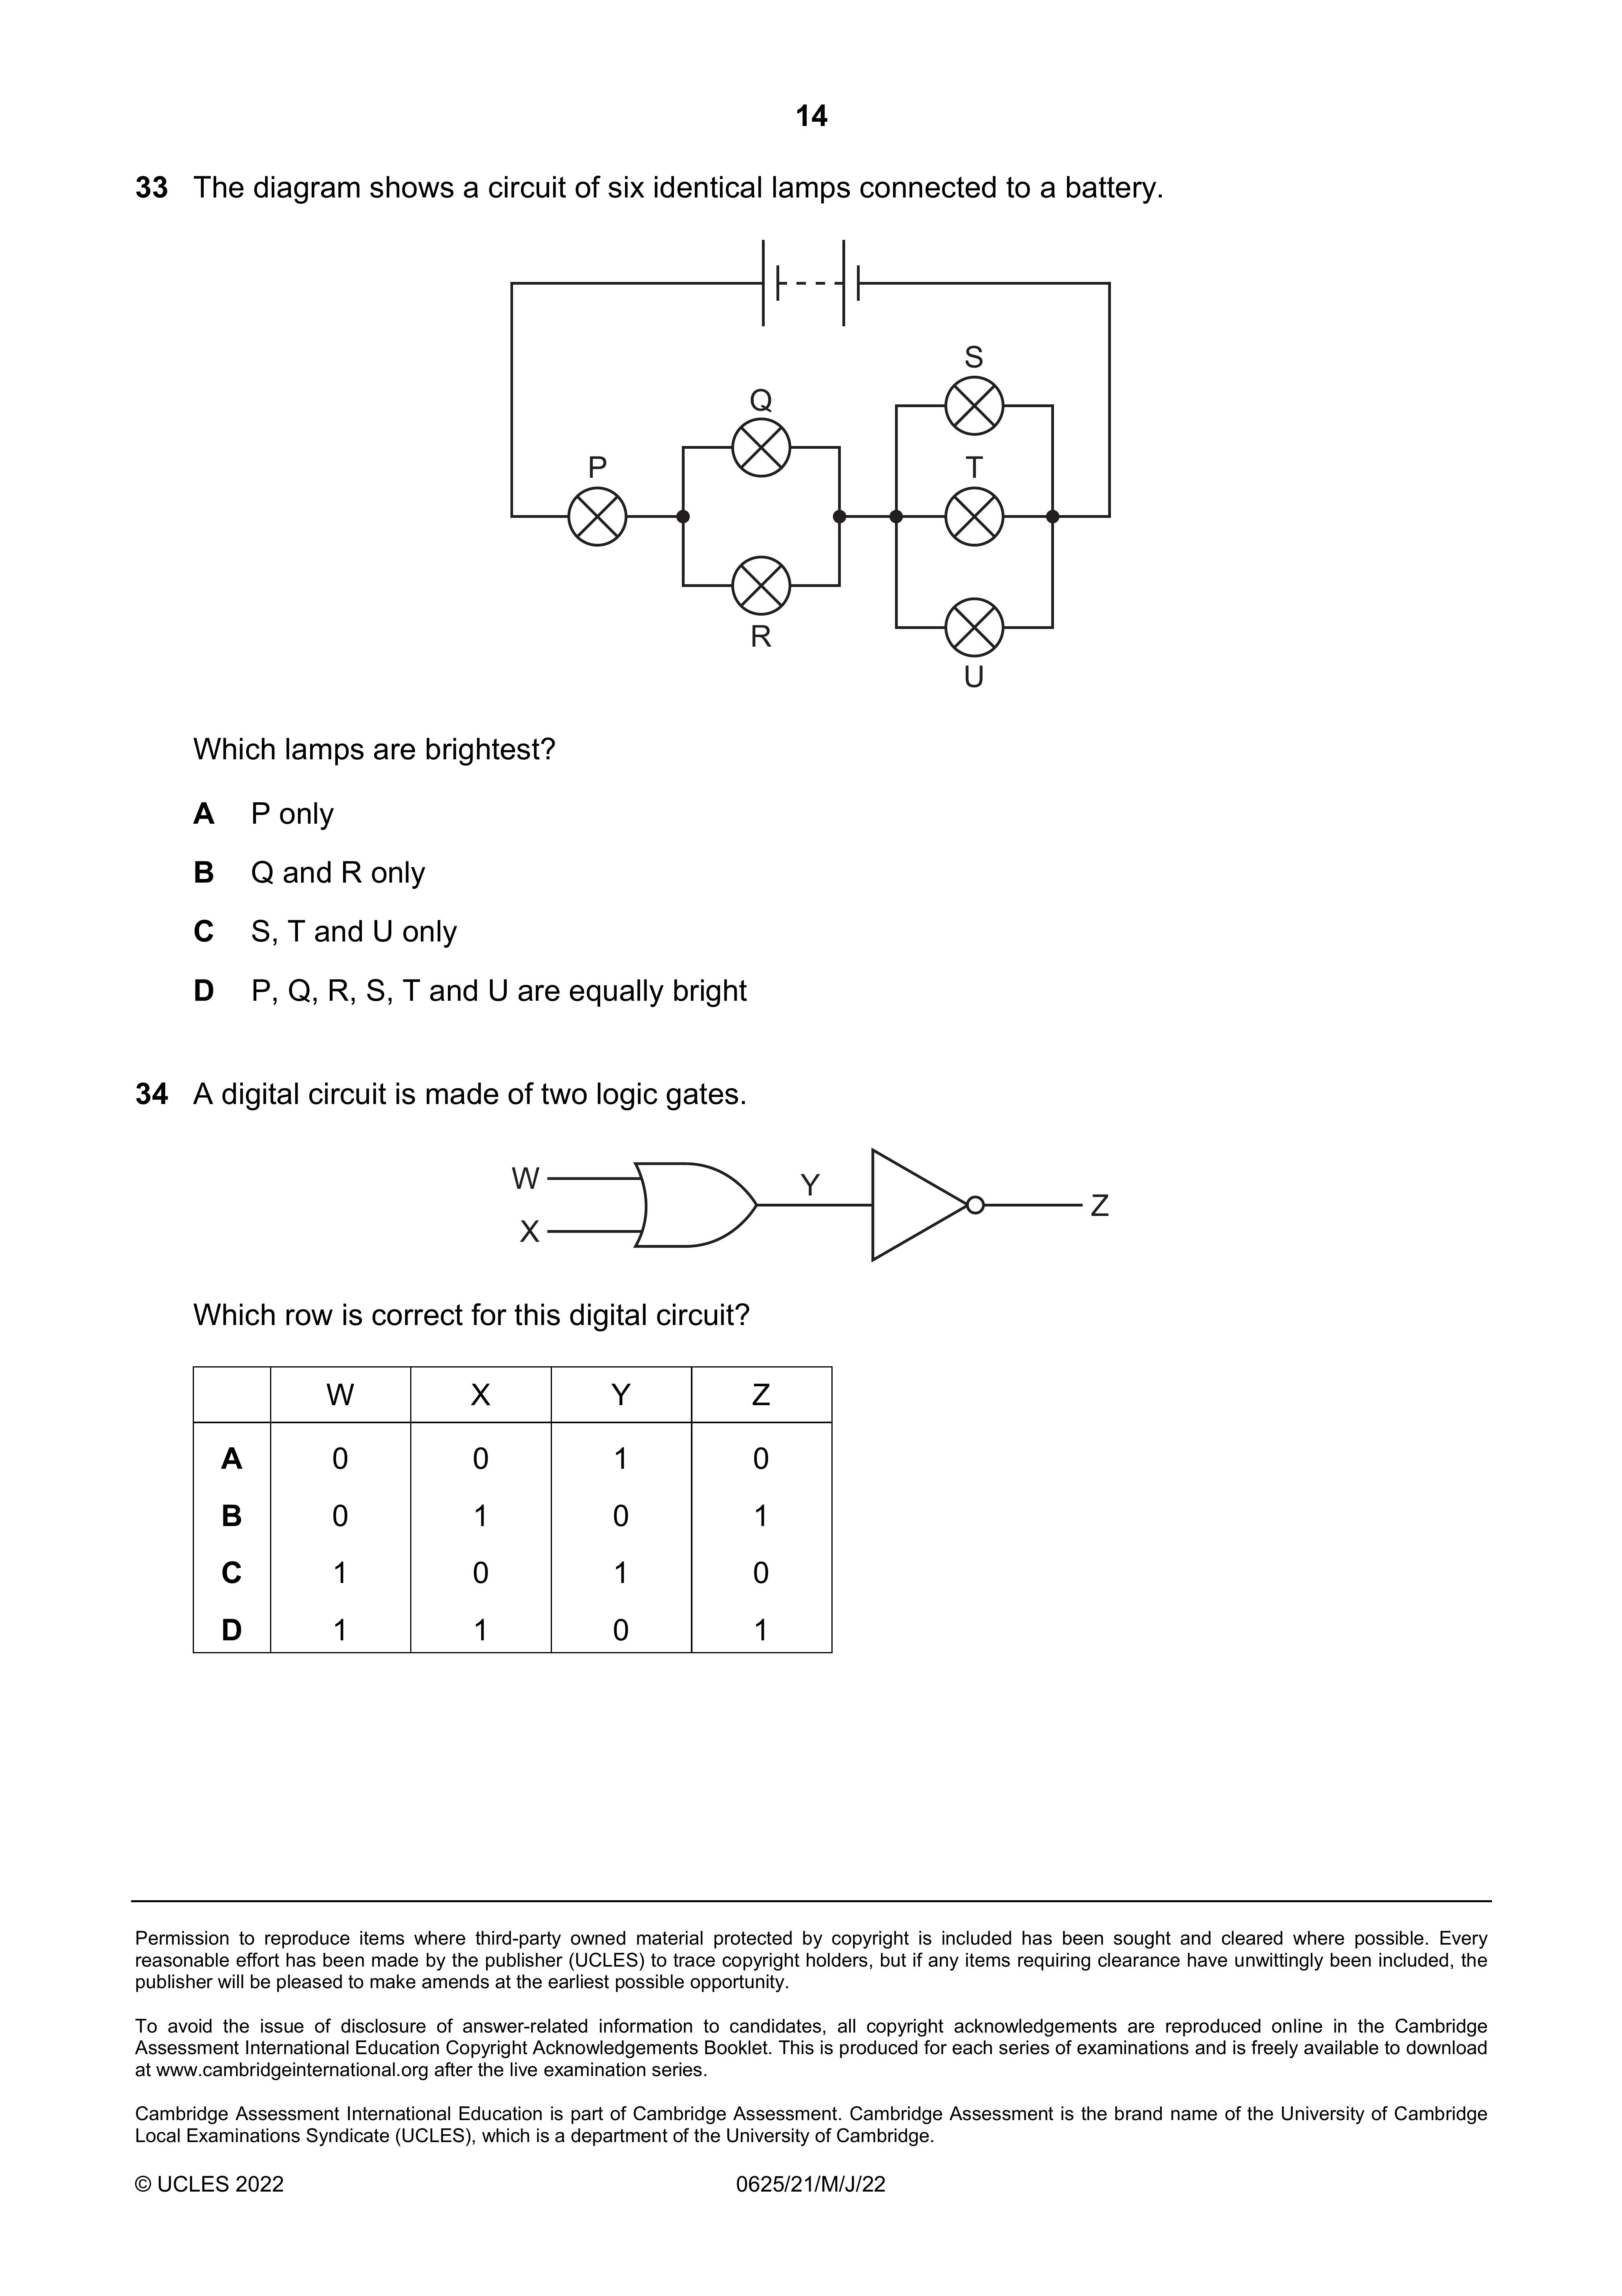 14
33 The diagram shows a circuit of six identical lamps connected to a battery.
S
Q
P
T
R
U
Which lamps are brightest?
A P only
B Q and R only
C S, T and U only
D P, Q, R, S, T and U are equally bright
34 A digital circuit is made of two logic gates.
W
Y
Z
X
Which row is correct for this digital circuit?
W X Y Z
A 0 0 1 0
B 0 1 0 1
C 1 0 1 0
D 1 1 0 1
Permission to reproduce items where third-party owned material protected by copyright is included has been sought and cleared where possible. Every
reasonable effort has been made by the publisher (UCLES) to trace copyright holders, but if any items requiring clearance have unwittingly been included, the
publisher will be pleased to make amends at the earliest possible opportunity.
To avoid the issue of disclosure of answer-related information to candidates, all copyright acknowledgements are reproduced online in the Cambridge
Assessment International Education Copyright Acknowledgements Booklet. This is produced for each series of examinations and is freely available to download
at www.cambridgeinternational.org after the live examination series.
Cambridge Assessment International Education is part of Cambridge Assessment. Cambridge Assessment is the brand name of the University of Cambridge
Local Examinations Syndicate (UCLES), which is a department of the University of Cambridge.
© UCLES 2022 0625/21/M/J/22